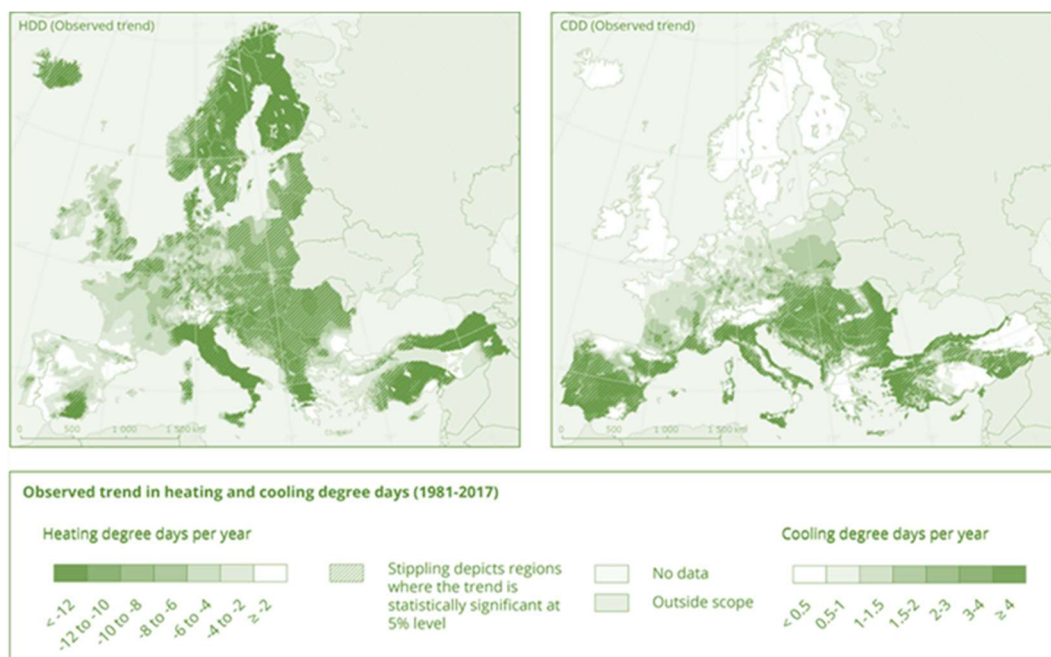 HDD (Observed trend)
CDD (Observed trend)
0 500 1 000 1 500 km
0 500 1 000 1 500 km
Observed trend in heating and cooling degree days (1981-2017)
Heating degree days per year
< -12
-12 to -10
-10 to -8
-8 to -6
-6 to -4
-4 to -2
≥ -2
Stippling depicts regions
where the trend is
statistically significant at
5% level
No data
Outside scope
Cooling degree days per year
< 0.5
0.5-1
1-1.5
1.5-2
2-3
3-4
≥ 4